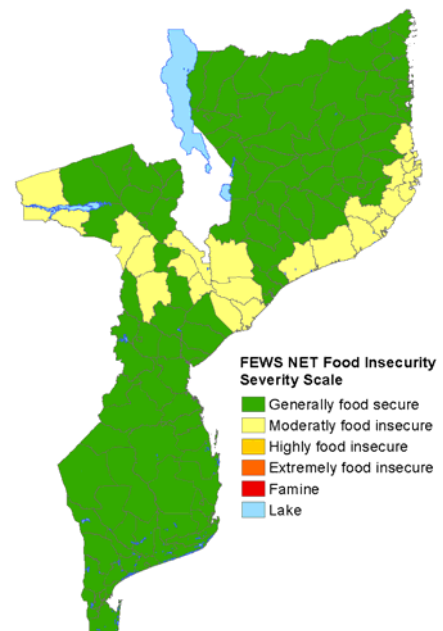 FEWS NET Food Insecurity
Severity Scale
Generally food secure
Moderatly food insecure
Highly food insecure
Extremely food insecure
Famine
Lake